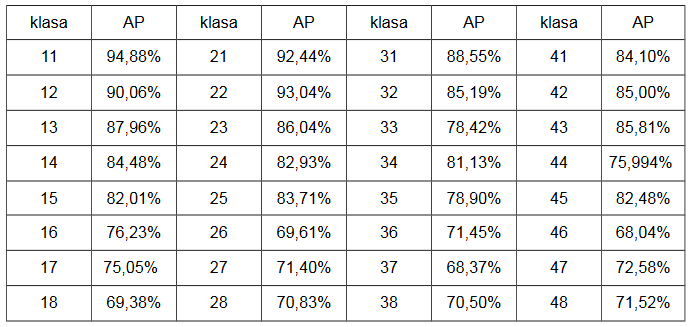 klasa AP klasa AP klasa AP klasa AP
11 94,88% 21 92,44% 31 88,55% 41 84,10%
12 90,06% 22 93,04% 32 85,19% 42 85,00%
13 87,96% 23 86,04% 33 78,42% 43 85,81%
14 84,48% 24 82,93% 34 81,13% 44 75,994%
15 82,01% 25 83,71% 35 78,90% 45 82,48%
16 76,23% 26 69,61% 36 71,45% 46 68,04%
17 75,05% 27 71,40% 37 68,37% 47 72,58%
18 69,38% 28 70,83% 38 70,50% 48 71,52%